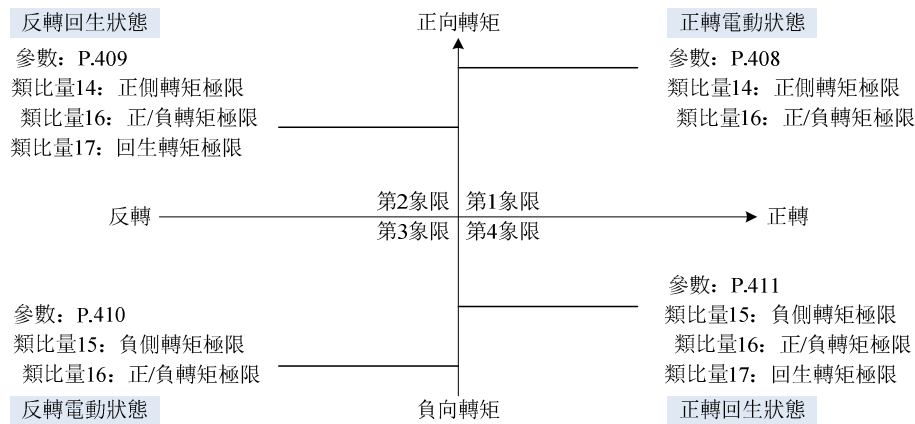 反轉回生狀態
參數：P.409
類比量14：正側轉矩極限
類比量16：正/負轉矩極限
類比量17：回生轉矩極限
正向轉矩
正轉電動狀態
參數：P.408
類比量14：正側轉矩極限
類比量16：正/負轉矩極限
第2象限
第1象限
反轉
正轉
第3象限
第4象限
參數：P.410
類比量15：負側轉矩極限
類比量16：正/負轉矩極限
反轉電動狀態
負向轉矩
參數：P.411
類比量15：負側轉矩極限
類比量16：正/負轉矩極限
類比量17：回生轉矩極限
正轉回生狀態